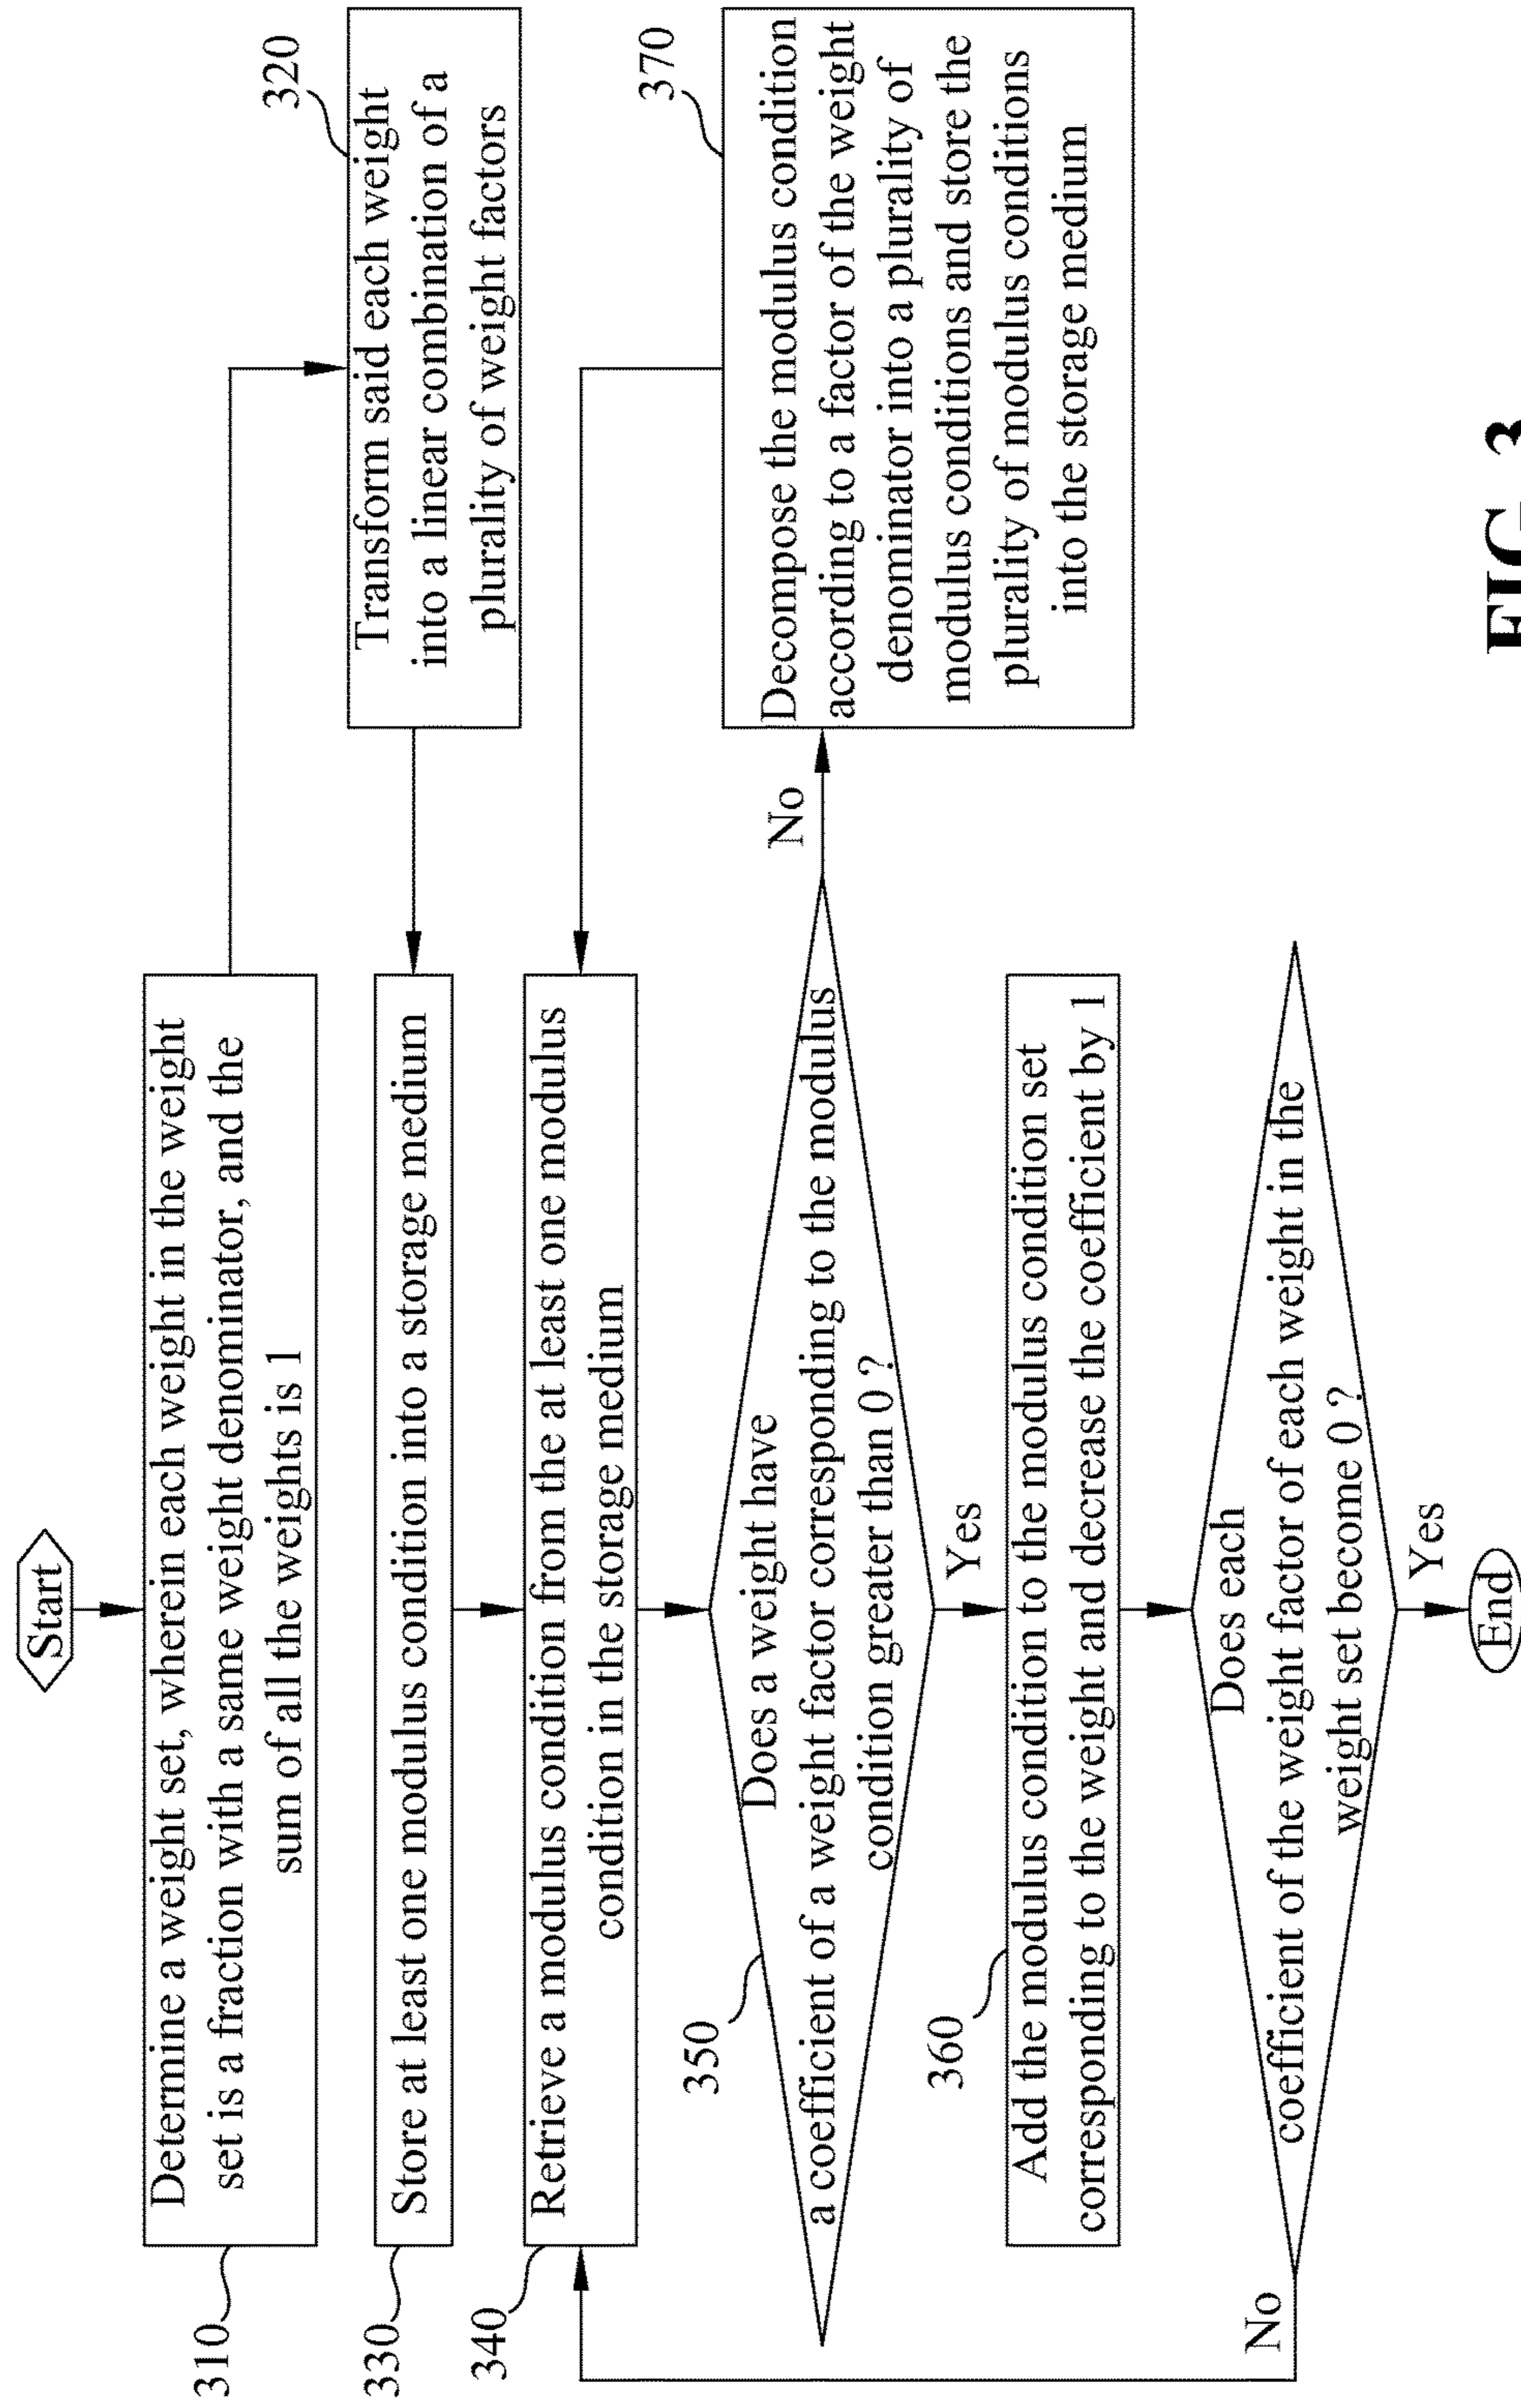 Start
310
Determine a weight set, wherein each weight in the weight
set is a fraction with a same weight denominator, and the
sum of all the weights is 1
320
Transform said each weight
into a linear combination of a
plurality of weight factors
330
Store at least one modulus condition into a storage medium
340
Retrieve a modulus condition from the at least one modulus
condition in the storage medium
350
Does a weight have
a coefficient of a weight factor corresponding to the modulus
condition greater than 0 ?
No
370
Decompose the modulus condition
according to a factor of the weight
denominator into a plurality of
modulus conditions and store the
plurality of modulus conditions
into the storage medium
Yes
360
Add the modulus condition to the modulus condition set
corresponding to the weight and decrease the coefficient by 1
Does each
coefficient of the weight factor of each weight in the
weight set become 0 ?
No
Yes
End
FIG. 3